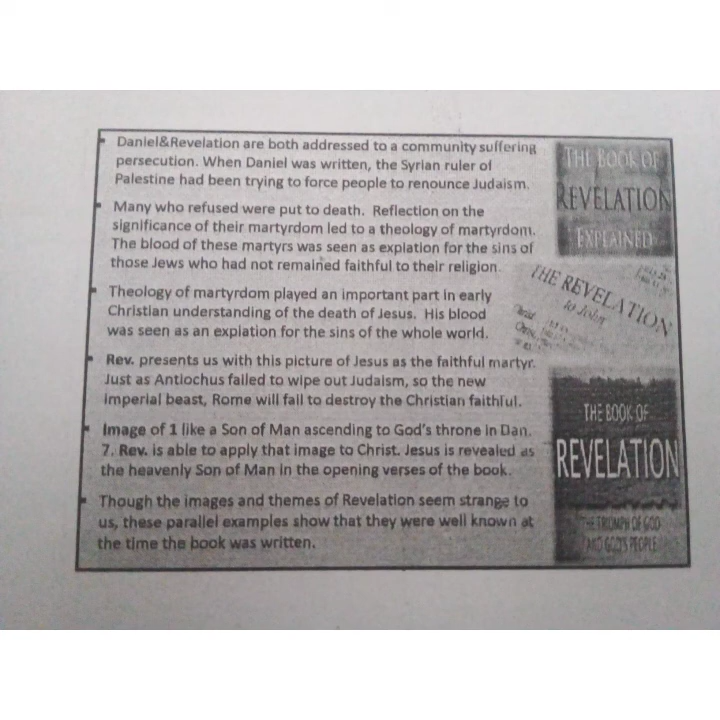 Daniel&Revelation are both addressed to a community suffering
persecution. When Daniel was written, the Syrian ruler of
Palestine had been trying to force people to renounce Judaism.
Many who refused were put to death. Reflection on the
significance of their martyrdom led to a theology of martyrdom.
The blood of these martyrs was seen as expiation for the sins of
those Jews who had not remained faithful to their religion.
Theology of martyrdom played an important part in early
Christian understanding of the death of Jesus. His blood
was seen as an expiation for the sins of the whole world.
Rev. presents us with this picture of Jesus as the faithful martyr.
Just as Antiochus failed to wipe out Judaism, so the new
imperial beast, Rome will fail to destroy the Christian faithful.
Image of 1 like a Son of Man ascending to God's throne in Dan.
7. Rev. is able to apply that image to Christ. Jesus is revealed as
the heavenly Son of Man in the opening verses of the book.
Though the images and themes of Revelation seem strange to
us, these parallel examples show that they were well known at
the time the book was written.
THE BOOK OF
REVELATION
EXPLAINED
THE REVELATION
to John
THE BOOK OF
REVELATION
THE TRIUMPH OF GOD
AND GOD'S PEOPLE